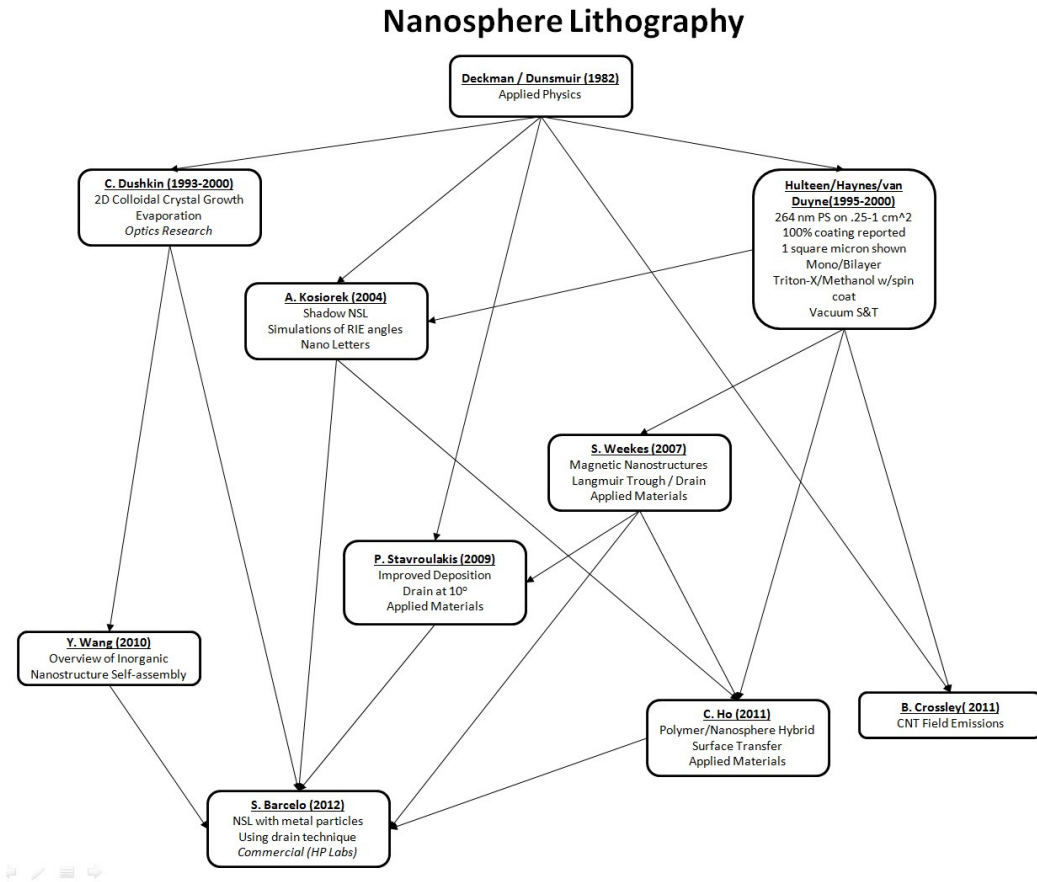 Nanosphere Lithography
Deckman / Dunsmuir (1982)
Applied Physics
C. Dushkin (1993-2000)
2D Colloidal Crystal Growth
Evaporation
Optics Research
Hulteen/Haynes/van
Duyne(1995-2000)
264 nm PS on .25-1 cm^2
100% coating reported
1 square micron shown
Mono/Bilayer
Triton-X/Methanol w/spin
coat
Vacuum S&T
A. Kosiorek (2004)
Shadow NSL
Simulations of RIE angles
Nano Letters
S. Weekes (2007)
Magnetic Nanostructures
Langmuir Trough / Drain
Applied Materials
P. Stavroulakis (2009)
Improved Deposition
Drain at 10°
Applied Materials
Y. Wang (2010)
Overview of Inorganic
Nanostructure Self-assembly
C. Ho (2011)
Polymer/Nanosphere Hybrid
Surface Transfer
Applied Materials
B. Crossley( 2011)
CNT Field Emissions
S. Barcelo (2012)
NSL with metal particles
Using drain technique
Commercial (HP Labs)